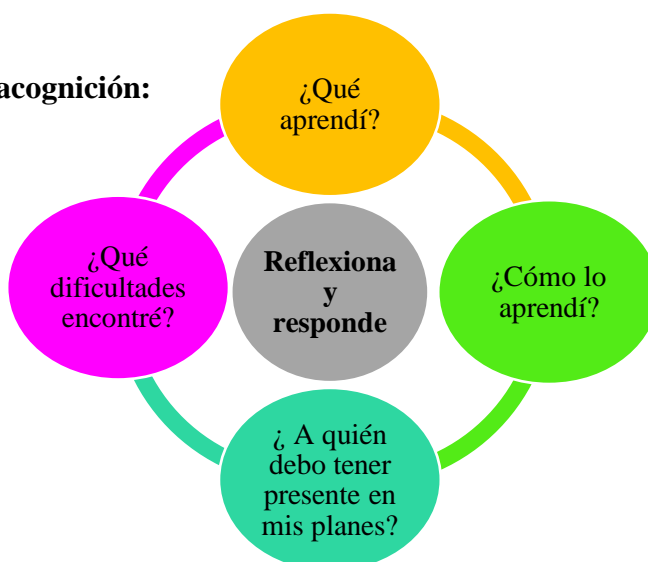 acognición:
¿Qué
aprendí?
¿Cómo lo
aprendí?
¿ A quién
debo tener
presente en
mis planes?
¿Qué
dificultades
encontré?
Reflexiona
y
responde